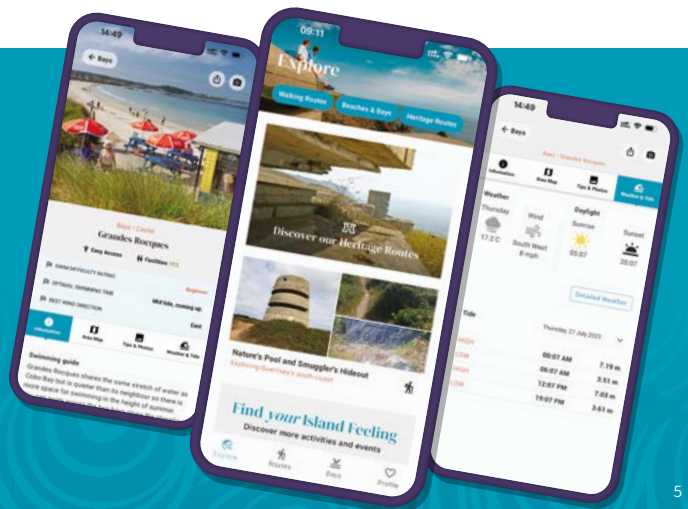 14:49
← Bays
Bays - Castel
Grandes Rocques
Easy Access
Facilities YES
SWIM DIFFICULTY RATING
Beginner
OPTIMAL SWIMMING TIME
Mid tide, coming up
BEST WIND DIRECTION
East
Information
Area Map
Tips & Photos
Weather & Tide
Swimming guide
Grandes Rocques shares the same stretch of water as
Cobo Bay but is quieter than its neighbour so there is
more space for swimming in the height of summer
09:11
Explore
Walking Routes
Beaches & Bays
Heritage Routes
Discover our Heritage Routes
Nature's Pool and Smuggler's Hideout
Exploring Guernsey's south coast
Find your Island Feeling
Discover more activities and events
Explore
Routes
Bays
Profile
14:49
← Bays
Bays - Grandes Rocques
Information
Area Map
Tips & Photos
Weather & Tide
Weather
Thursday
17.2 C
Wind
South West
8 mph
Daylight
Sunrise
05:07
Sunset
20:07
Detailed Weather
Tide
Thursday 27 July 2023
HIGH
00:07 AM
7.19 m
LOW
06:07 AM
3.51 m
HIGH
12:07 PM
7.03 m
LOW
19:07 PM
3.61 m
5